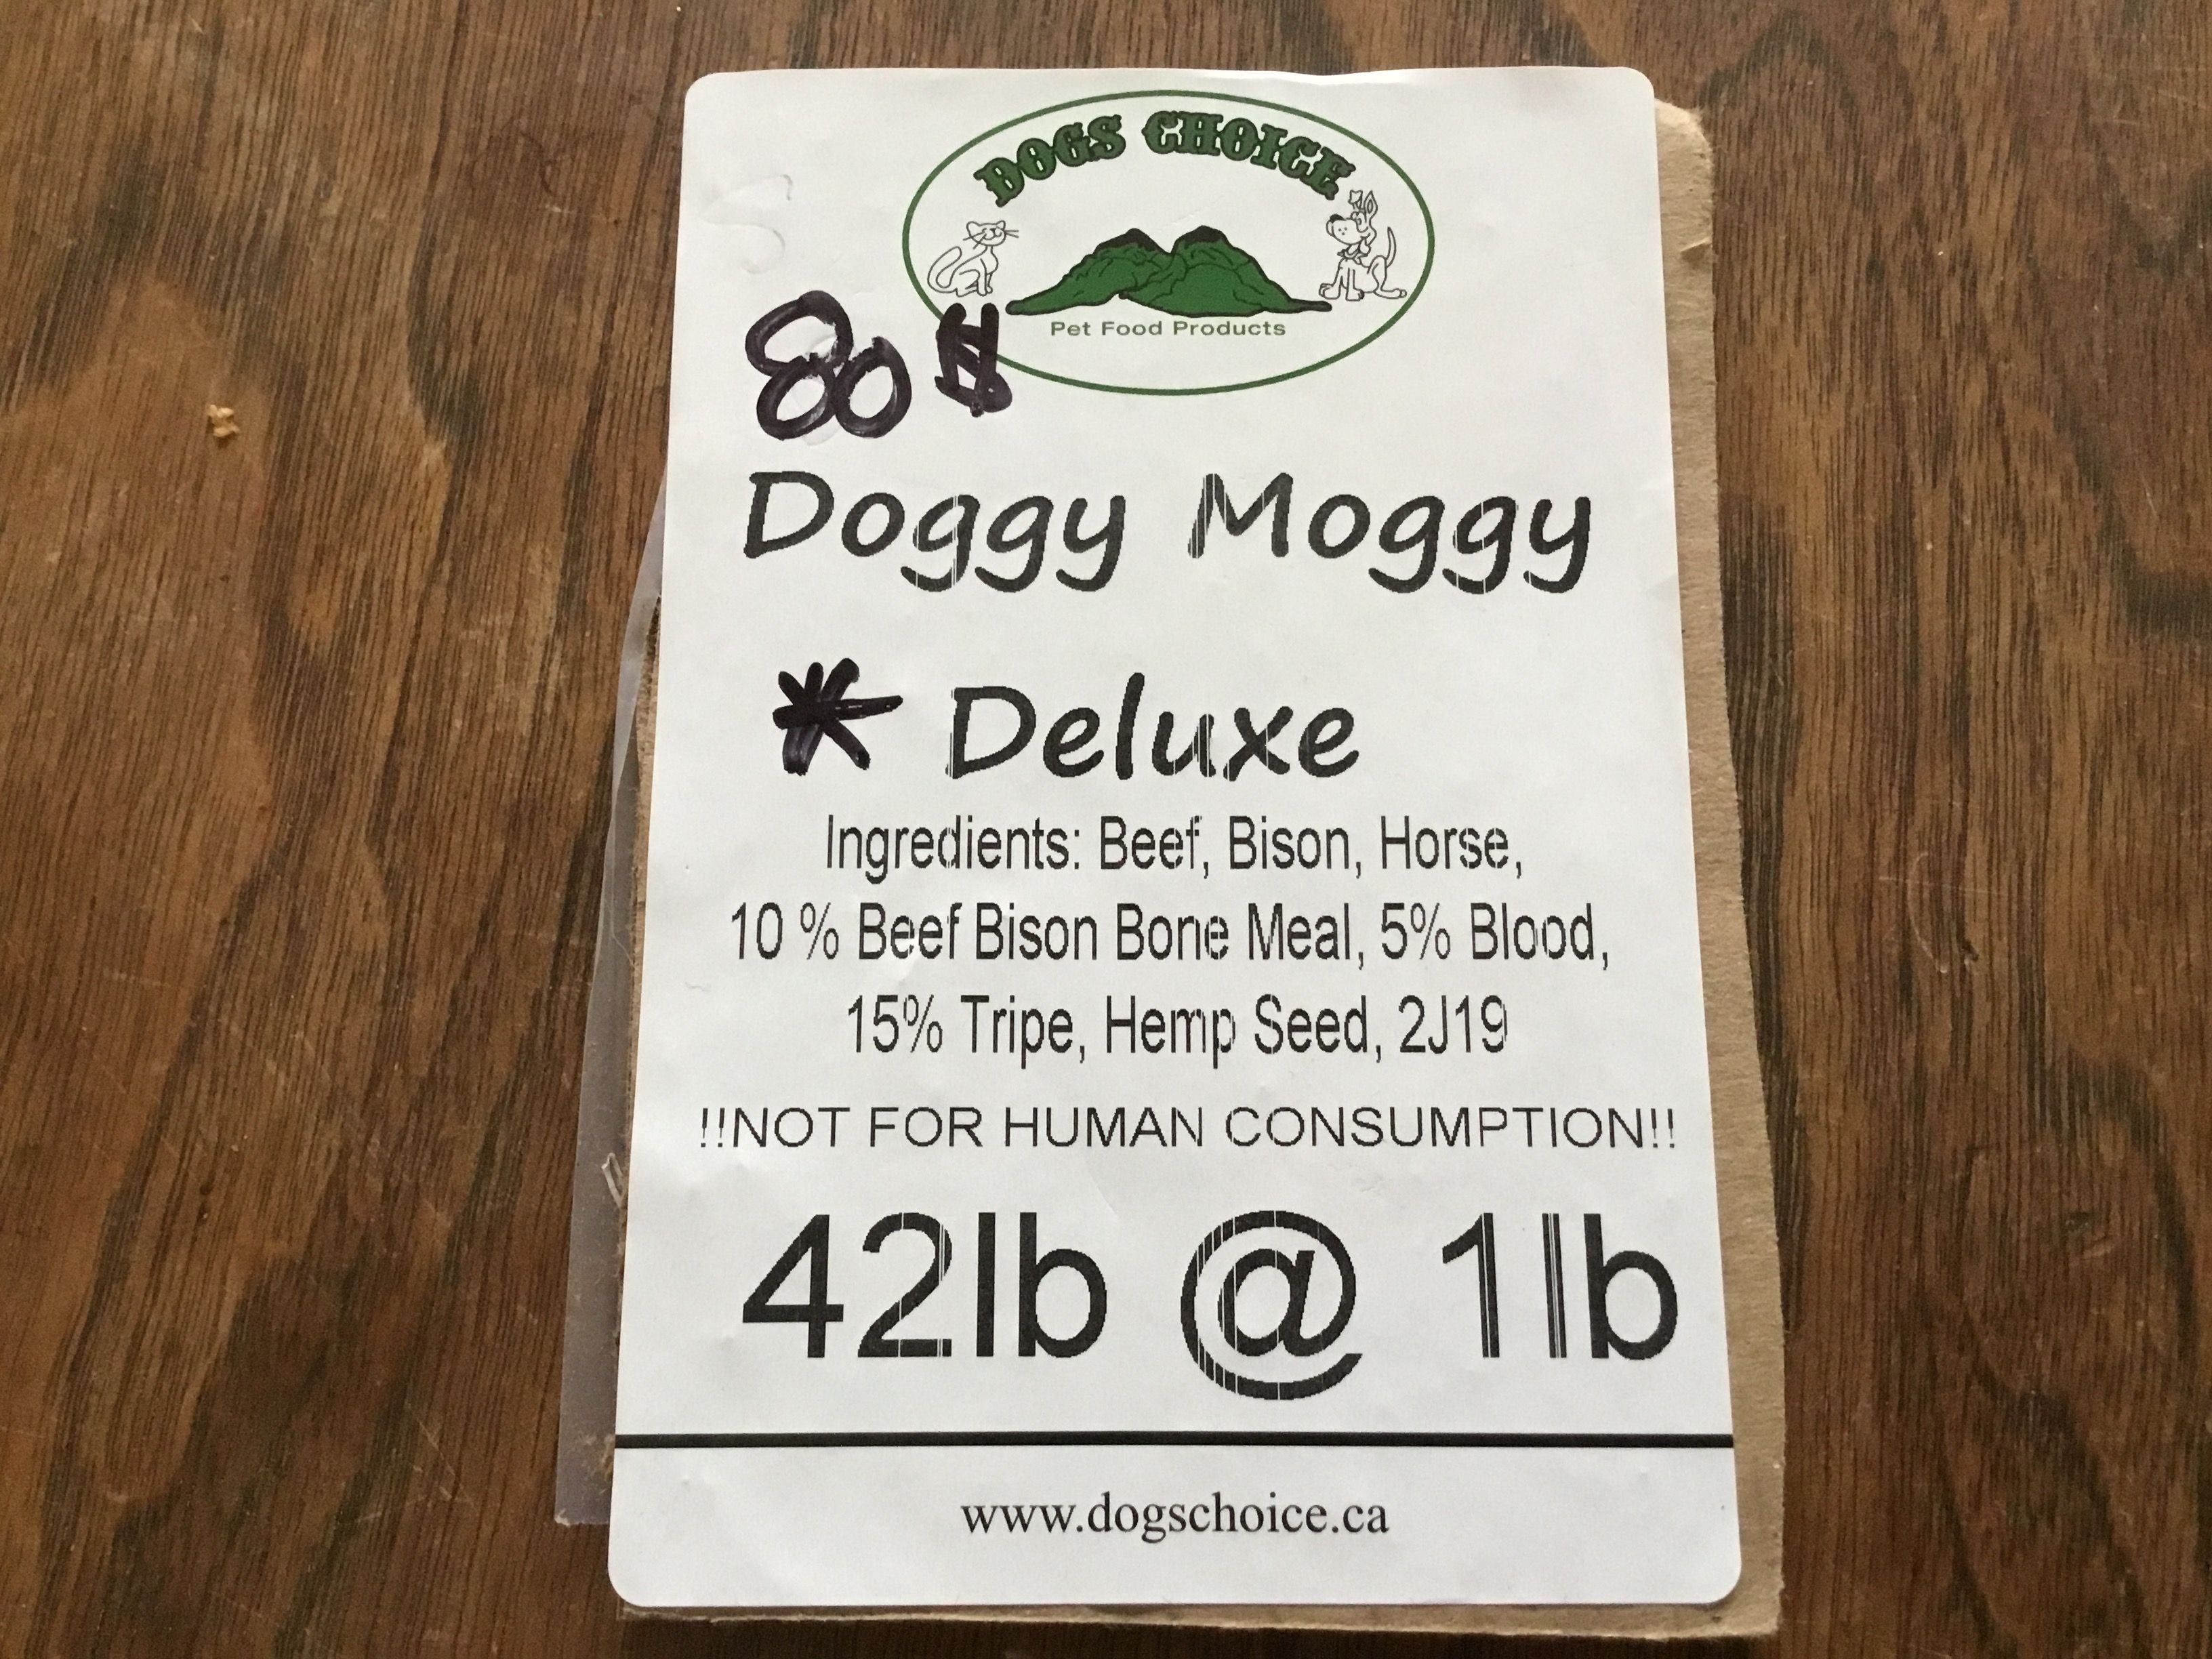 DOGS CHOICE
Pet Food Products
80
Doggy Moggy
* Deluxe
Ingredients: Beef, Bison, Horse,
10 % Beef Bison Bone Meal, 5% Blood,
15% Tripe, Hemp Seed, 2J19
!!NOT FOR HUMAN CONSUMPTION!!
42lb @ 1lb
www.dogschoice.ca